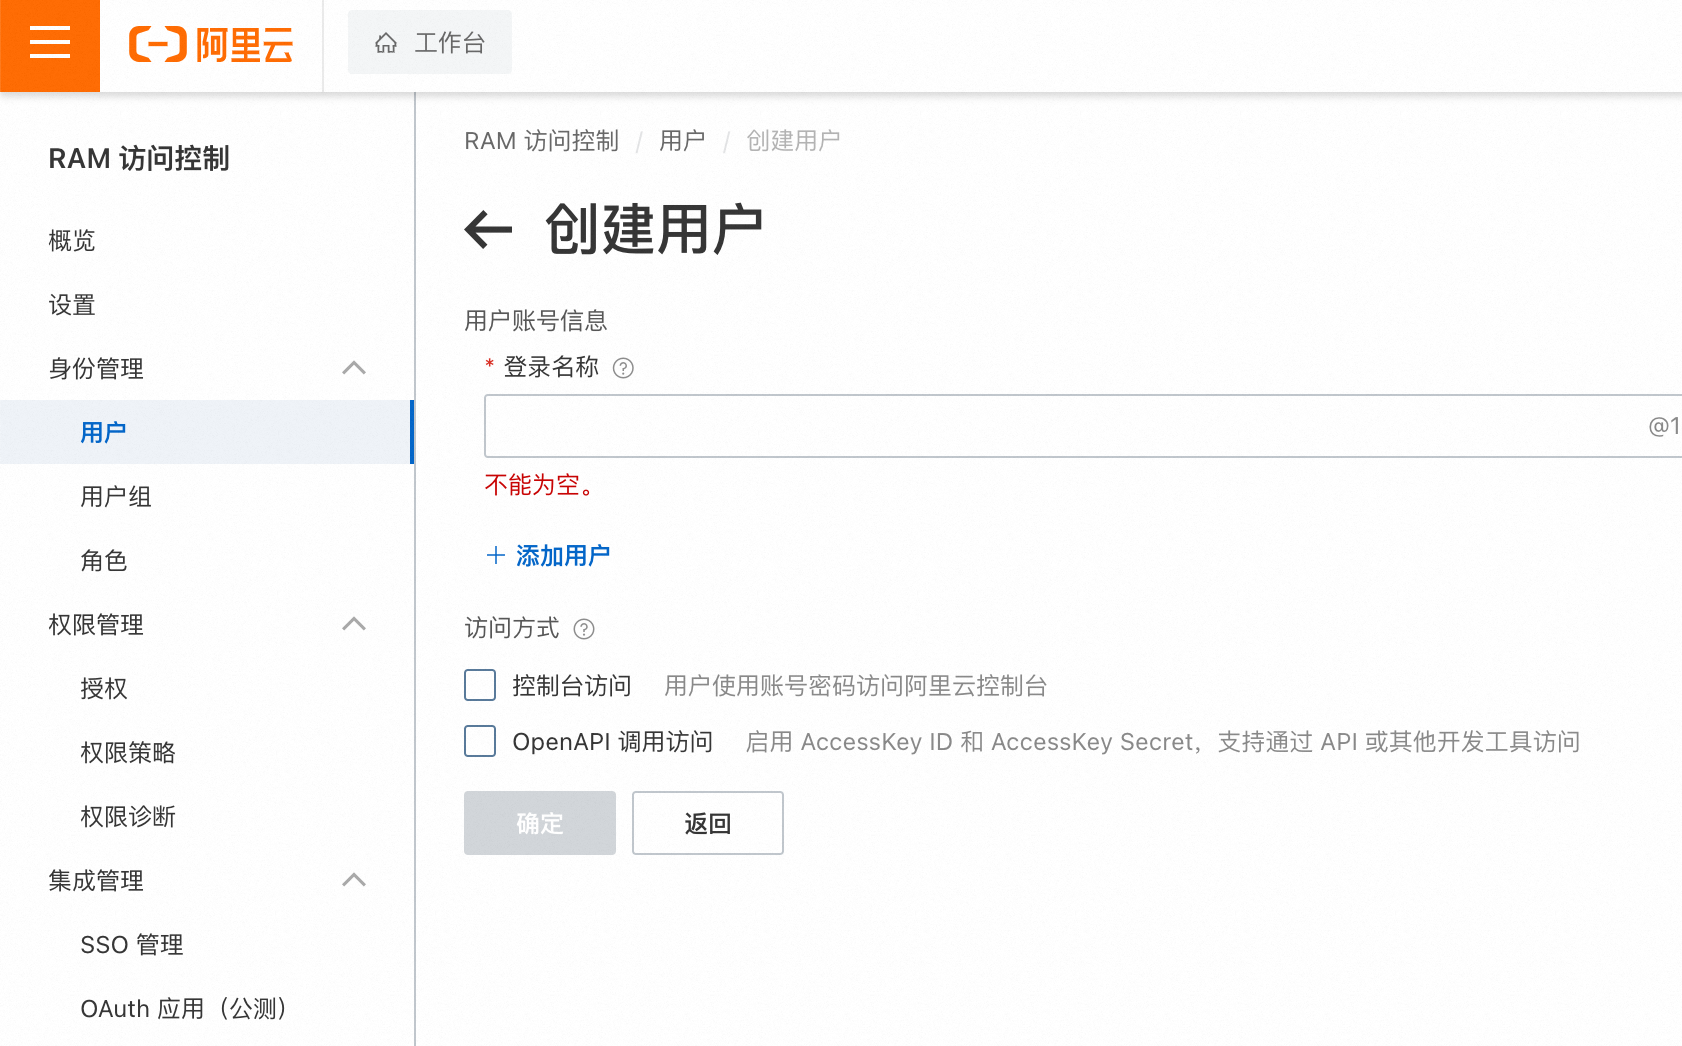 阿里云
工作台
RAM 访问控制
概览
设置
身份管理
用户
用户组
角色
权限管理
授权
权限策略
权限诊断
集成管理
SSO 管理
OAuth 应用（公测）
RAM 访问控制 / 用户 / 创建用户
创建用户
用户账号信息
* 登录名称 ?
@1
不能为空。
+ 添加用户
访问方式 ?
控制台访问 用户使用账号密码访问阿里云控制台
OpenAPI 调用访问 启用 AccessKey ID 和 AccessKey Secret，支持通过 API 或其他开发工具访问
确定 返回